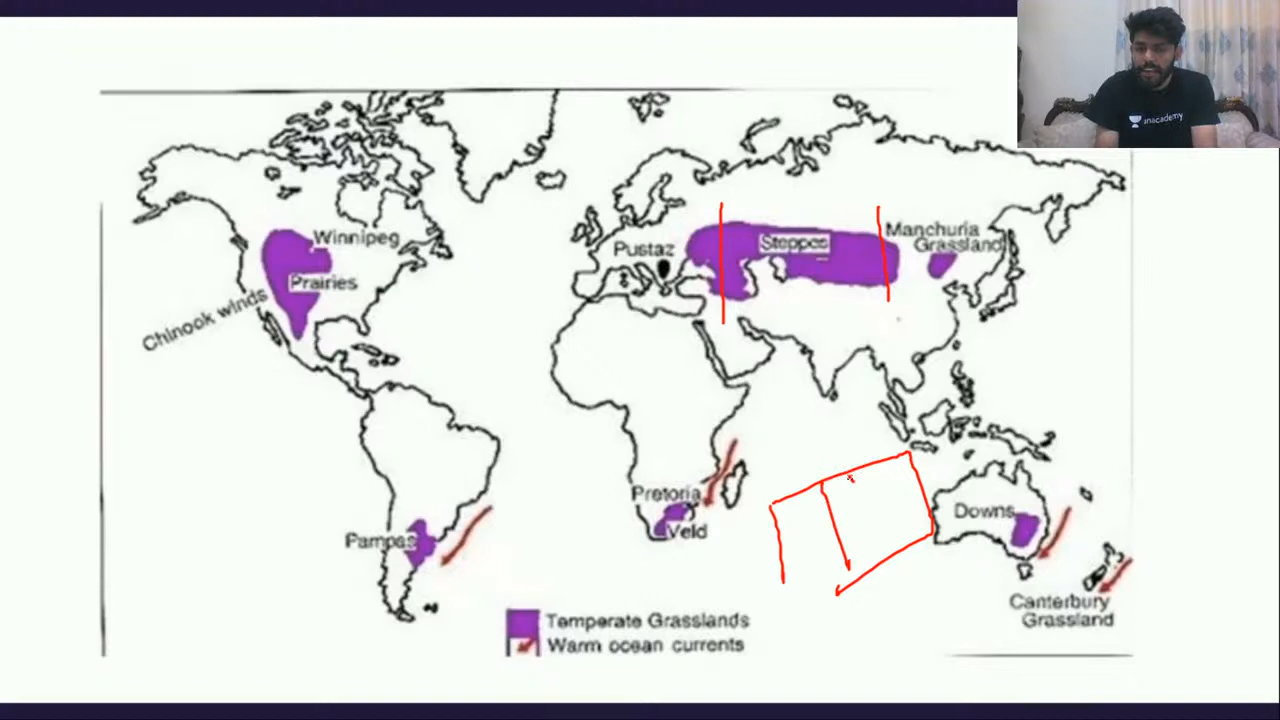 unacademy
Winnipeg
Prairies
Chinook winds
Pustaz
Steppes
Manchuria
Grassland
Pretoria
Veld
Pampas
Downs
Canterbury
Grassland
Temperate Grasslands
Warm ocean currents